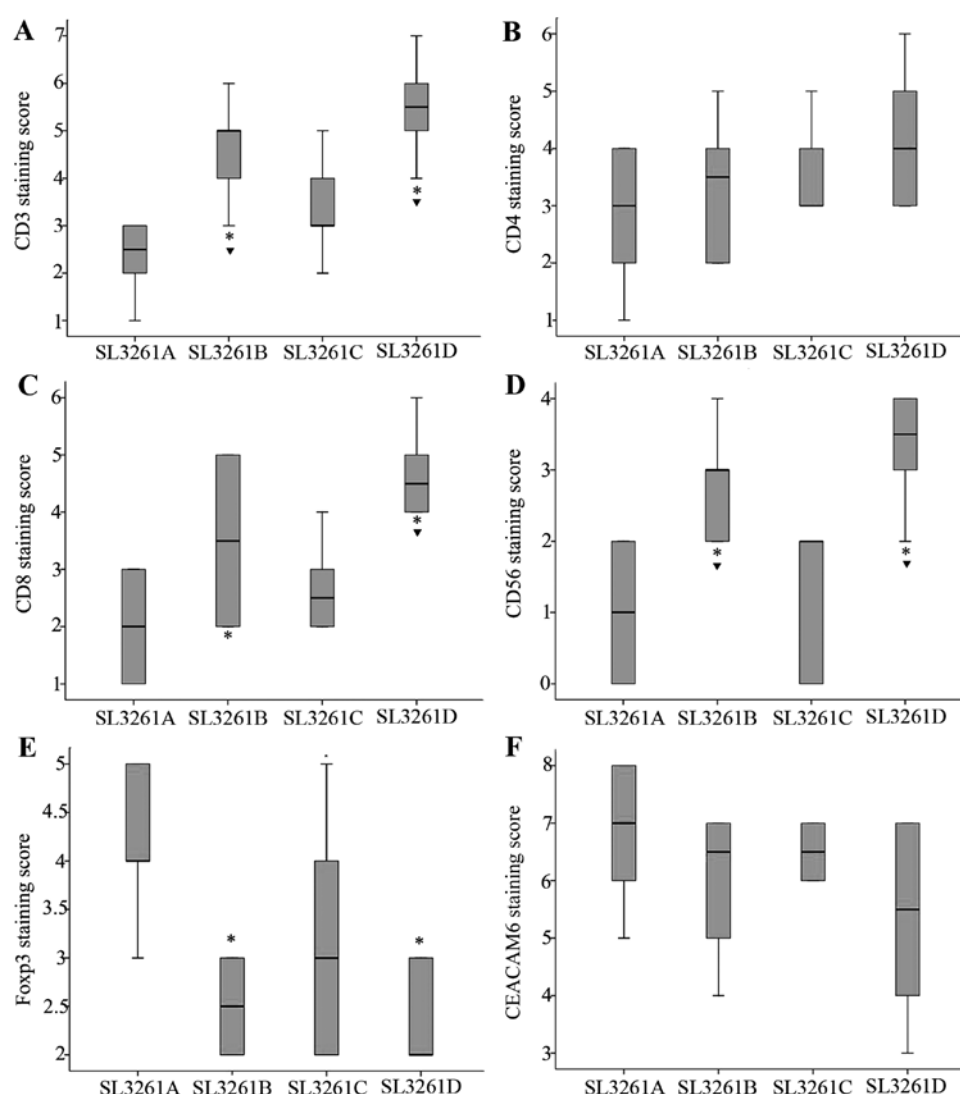 A
B
CD3 staining score
7
6
5
4
3
2
1
SL3261A SL3261B SL3261C SL3261D
* *
CD4 staining score
6
5
4
3
2
1
SL3261A SL3261B SL3261C SL3261D
C
D
CD8 staining score
6
5
4
3
2
1
SL3261A SL3261B SL3261C SL3261D
* *
CD56 staining score
4
3
2
1
0
SL3261A SL3261B SL3261C SL3261D
* *
E
F
Foxp3 staining score
5
4.5
4
3.5
3
2.5
2
SL3261A SL3261B SL3261C SL3261D
* *
CEACAM6 staining score
8
7
6
5
4
3
SL3261A SL3261B SL3261C SL3261D